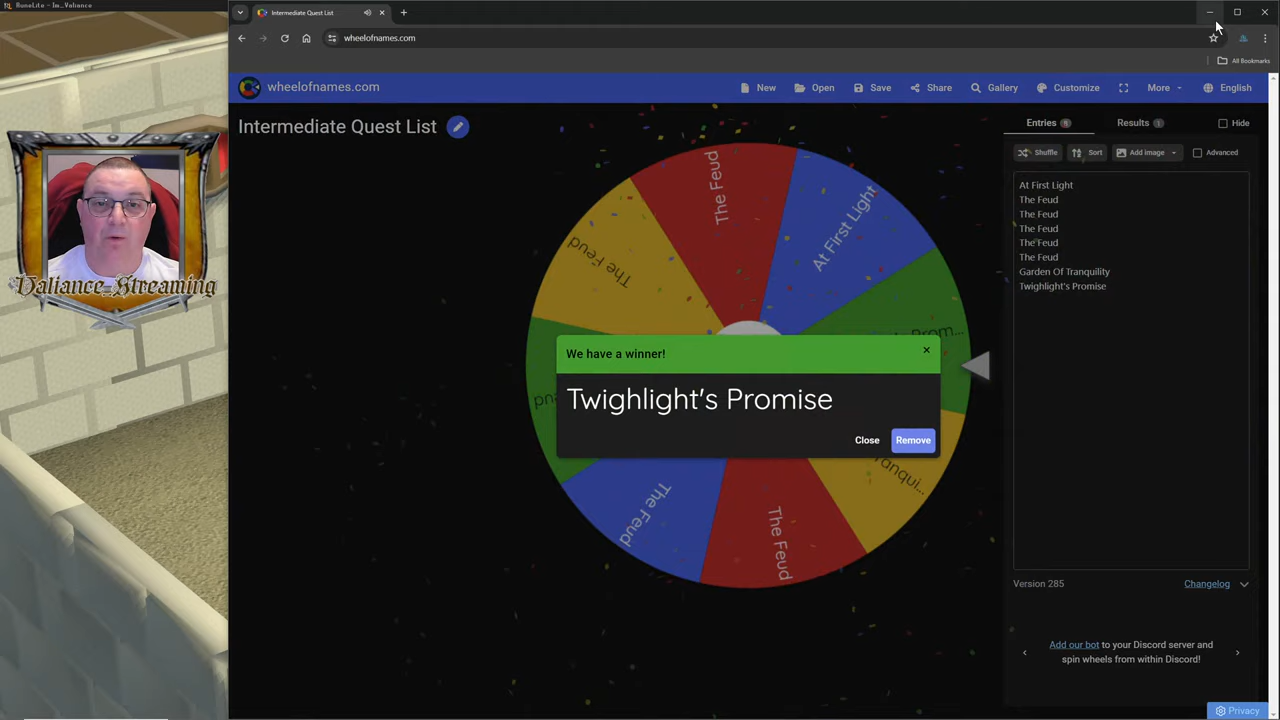 RuneLite - Im_Valiance
Intermediate Quest List
wheelofnames.com
All Bookmarks
wheelofnames.com
New
Open
Save
Share
Gallery
Customize
More
English
Intermediate Quest List
Entries 8
Results 1
Hide
Shuffle
Sort
Add image
Advanced
At First Light
The Feud
The Feud
The Feud
The Feud
The Feud
Garden Of Tranquility
Twighlight's Promise
The Feud
At First Light
The Feud
The Feud
The Feud
We have a winner!
Twighlight's Promise
Close
Remove
Valiance_Streaming
Version 285
Changelog
Add our bot to your Discord server and
spin wheels from within Discord!
Privacy